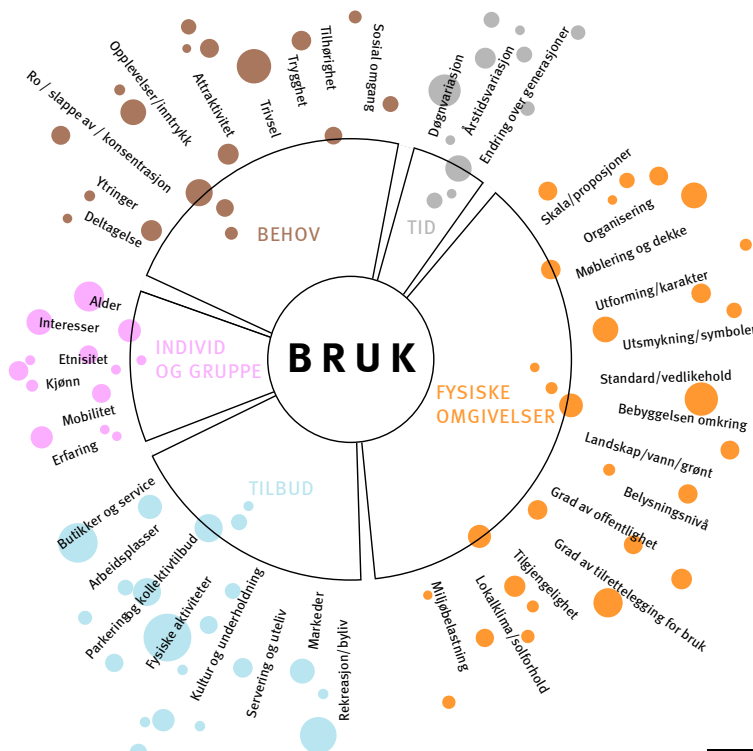 BRUK
BEHOV
Deltagelse
Ytringer
Ro / slappe av / konsentrasjon
Opplevelser/inntrykk
Attraktivitet
Trivsel
Trygghet
Tilhørighet
Sosial omgang
TID
Døgnvariasjon
Årstidsvariasjon
Endring over generasjoner
FYSISKE
OMGIVELSER
Skala/proposjoner
Organisering
Møblering og dekke
Utforming/karakter
Utsmykning/symboler
Standard/vedlikehold
Bebyggelsen omkring
Landskap/vann/grønt
Belysningsnivå
Grad av offentlighet
Grad av tilrettelegging for bruk
Tilgjengelighet
Lokalklima/solforhold
Miljøbelastning
TILBUD
Rekreasjon/byliv
Markeder
Servering og uteliv
Kultur og underholdning
Fysiske aktiviteter
Parkering og kollektivtilbud
Arbeidsplasser
Butikker og service
INDIVID
OG GRUPPE
Erfaring
Mobilitet
Kjønn
Etnisitet
Interesser
Alder